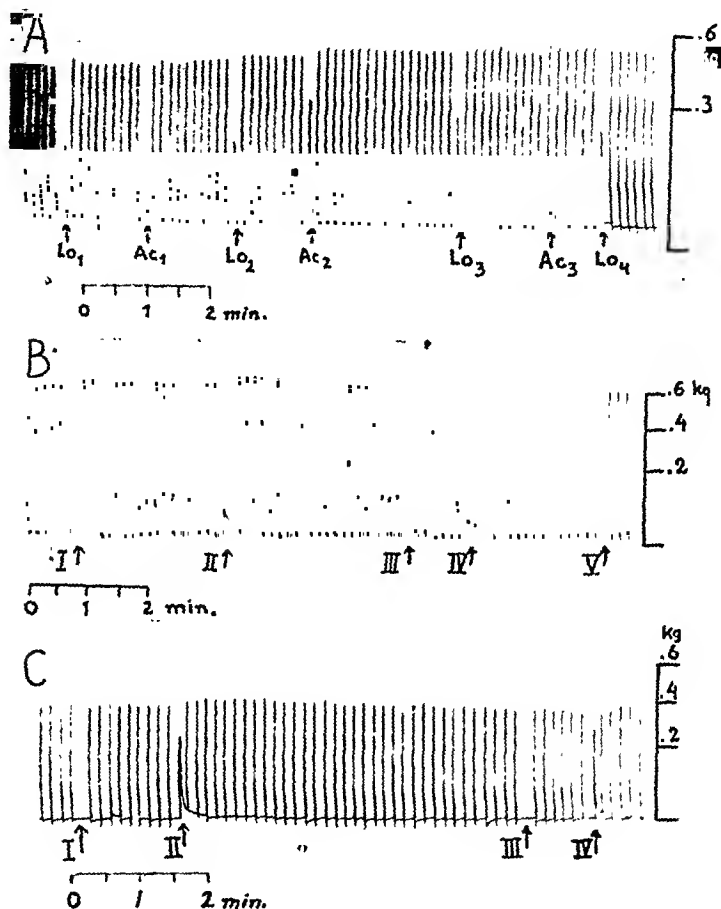 A
.6
.3
Lo1 Ac1 Lo2 Ac2 Lo3 Ac3 Lo4
0 1 2 min.
B
.6 kg
.4
.2
I II III IV V
0 1 2 min.
C
kg
.6
.4
.2
I II III IV
0 1 2 min.